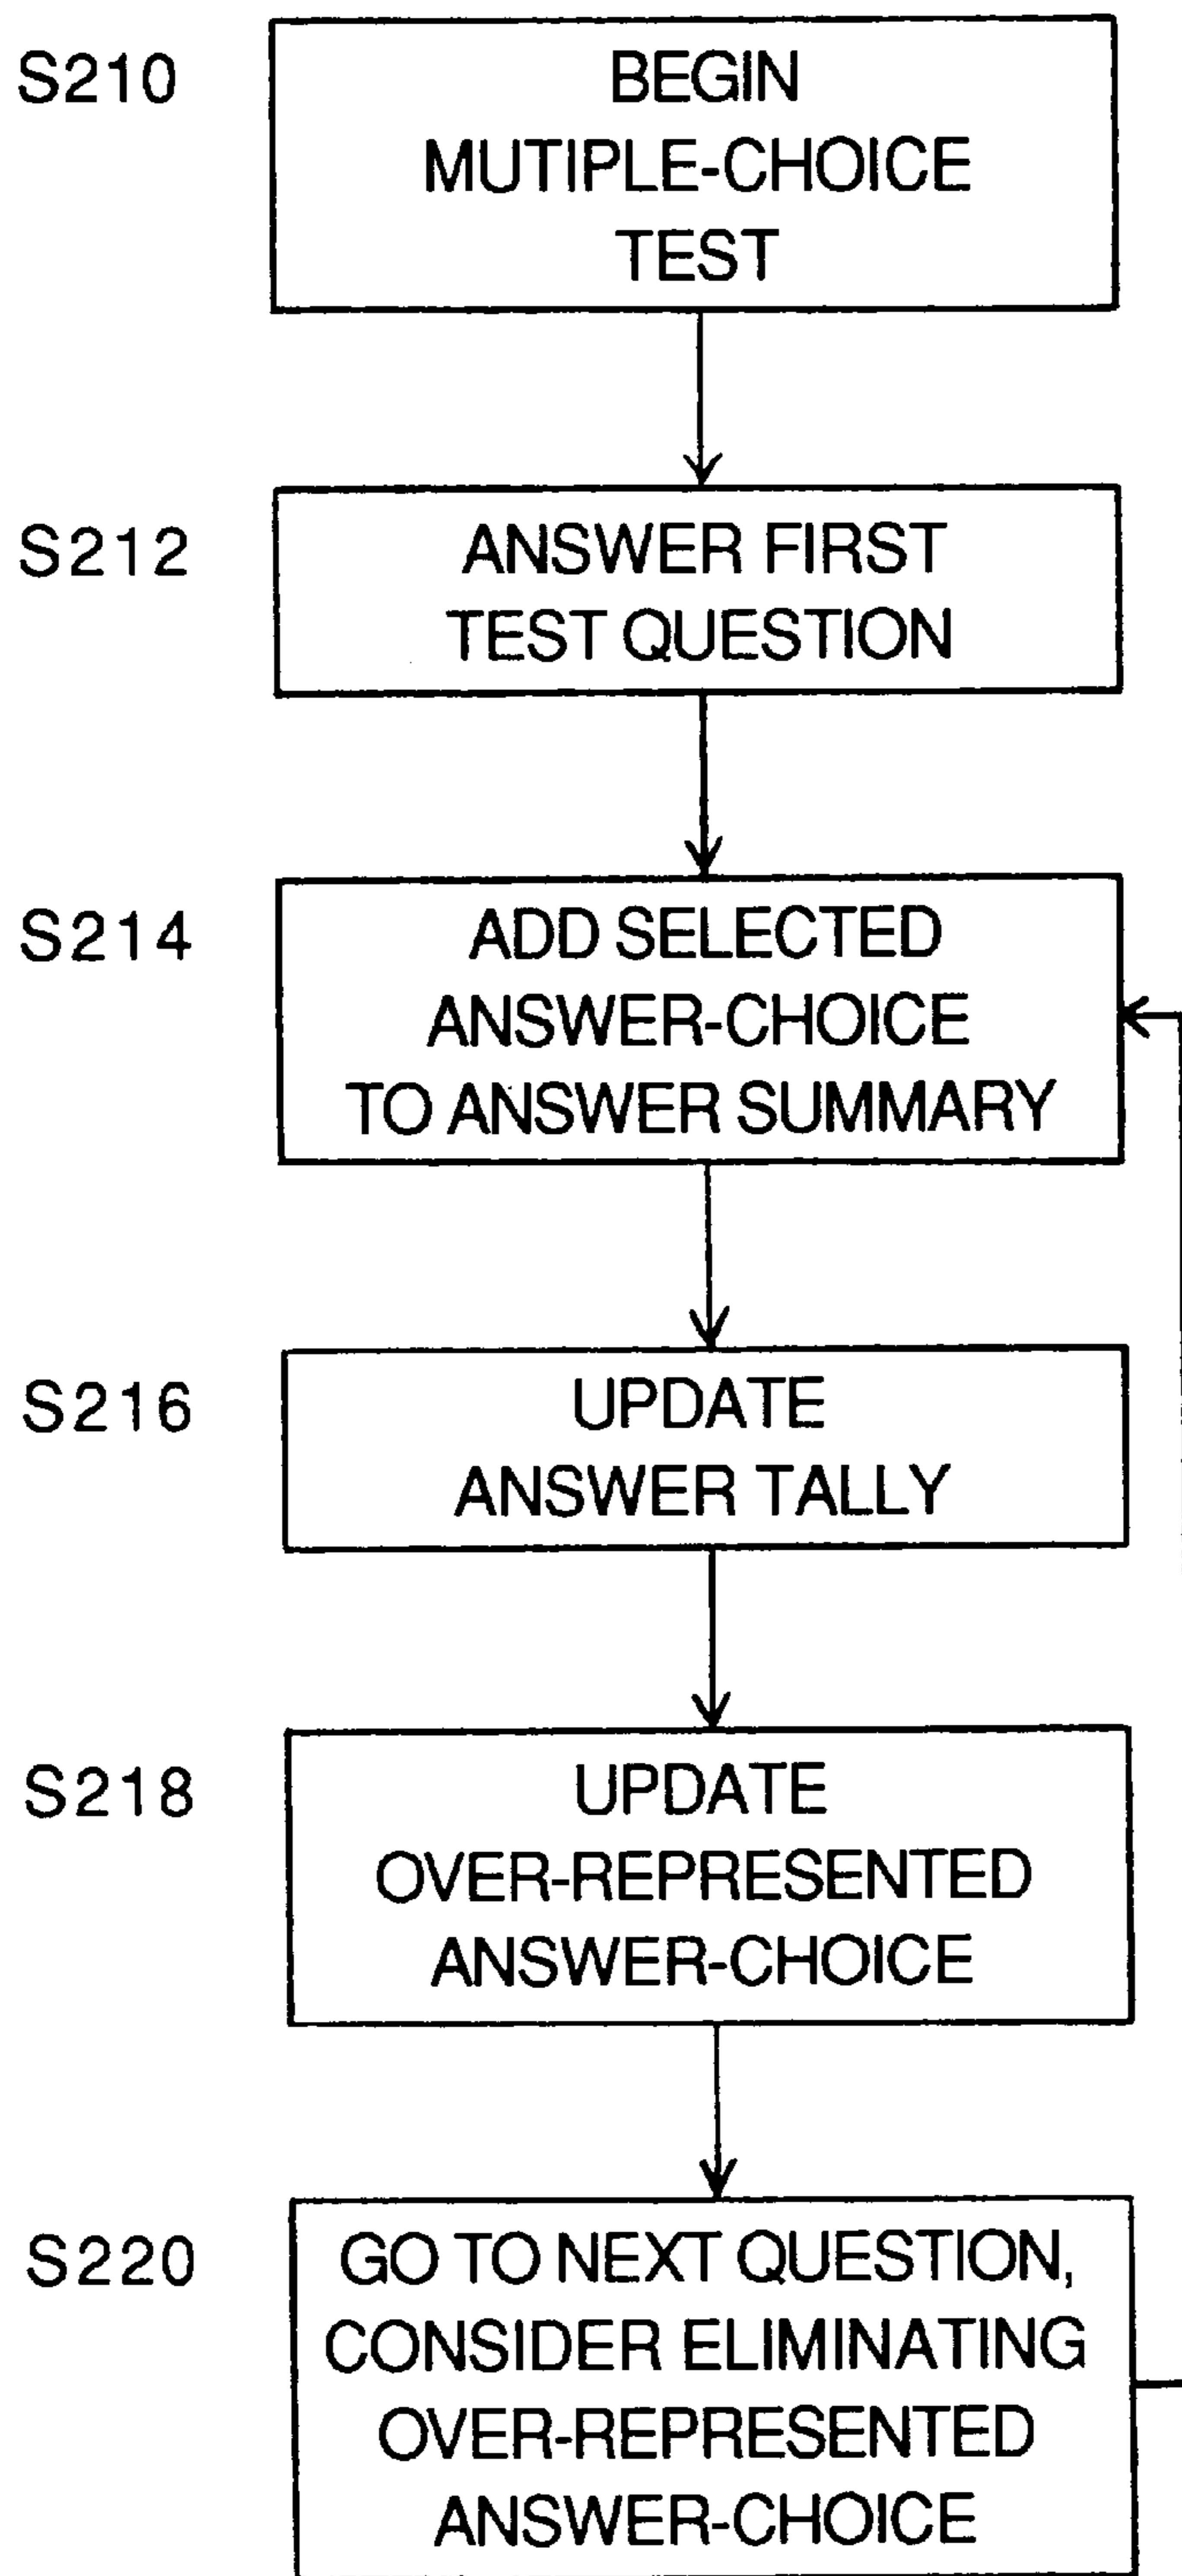 S210
BEGIN
MUTIPLE-CHOICE
TEST
S212
ANSWER FIRST
TEST QUESTION
S214
ADD SELECTED
ANSWER-CHOICE
TO ANSWER SUMMARY
S216
UPDATE
ANSWER TALLY
S218
UPDATE
OVER-REPRESENTED
ANSWER-CHOICE
S220
GO TO NEXT QUESTION,
CONSIDER ELIMINATING
OVER-REPRESENTED
ANSWER-CHOICE